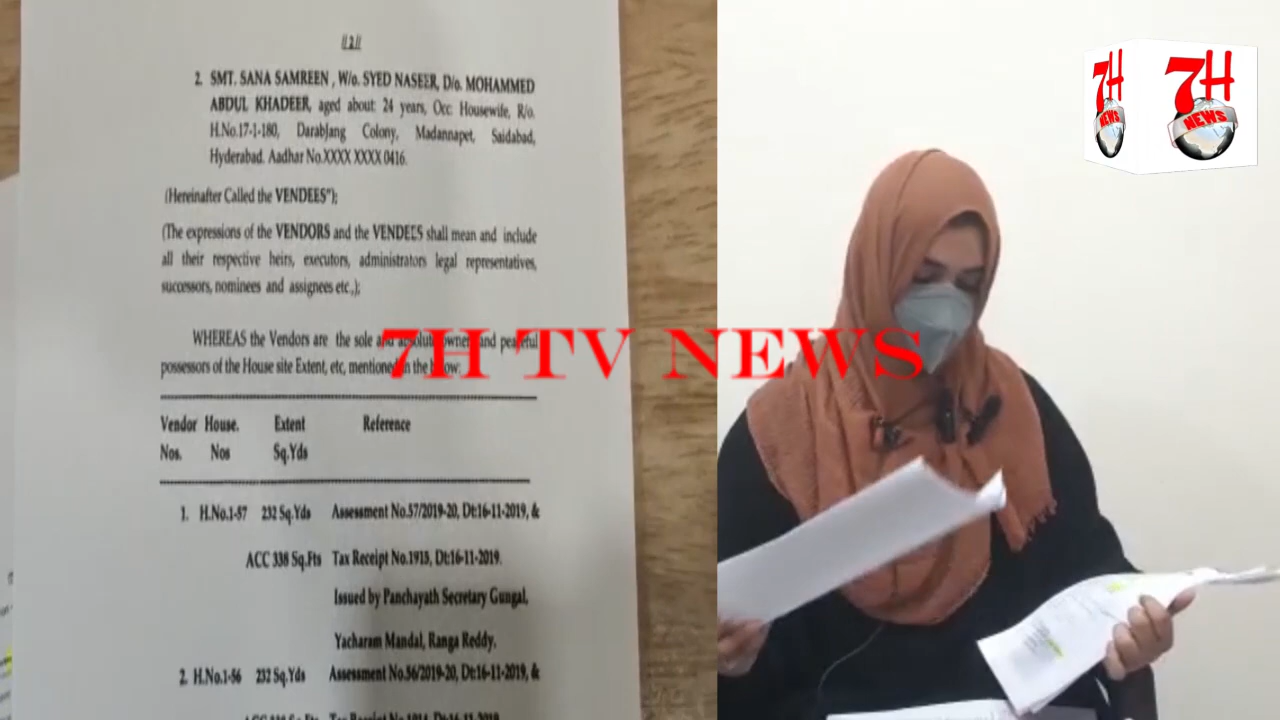 //2//
2. SMT. SANA SAMREEN , W/o. SYED NASEER, D/o. MOHAMMED
ABDUL KHADEER, aged about 24 years, Occ: Housewife, R/o.
H.No.17-1-180, Darabjang Colony, Madannapet, Saidabad,
Hyderabad. Aadhar No.XXXX XXXX 0416.
(Hereinafter Called the VENDEES");
(The expressions of the VENDORS and the VENDEES shall mean and include
all their respective heirs, executors, administrators legal representatives,
successors, nominees and assignees etc.,);
WHEREAS the Vendors are the sole and absolute owners and peaceful
possessors of the House site Extent, etc, mentioned in the below:
Vendor House. Extent Reference
Nos. Nos Sq.Yds
1. H.No.1-57 232 Sq.Yds Assessment No.57/2019-20, Dt:16-11-2019, &
ACC 338 Sq.Fts Tax Receipt No.1915, Dt:16-11-2019.
Issued by Panchayath Secretary Gungal,
Yacharam Mandal, Ranga Reddy.
2. H.No.1-56 232 Sq.Yds Assessment No.56/2019-20, Dt:16-11-2019, &
7H TV NEWS
7H
NEWS
7H
NEWS